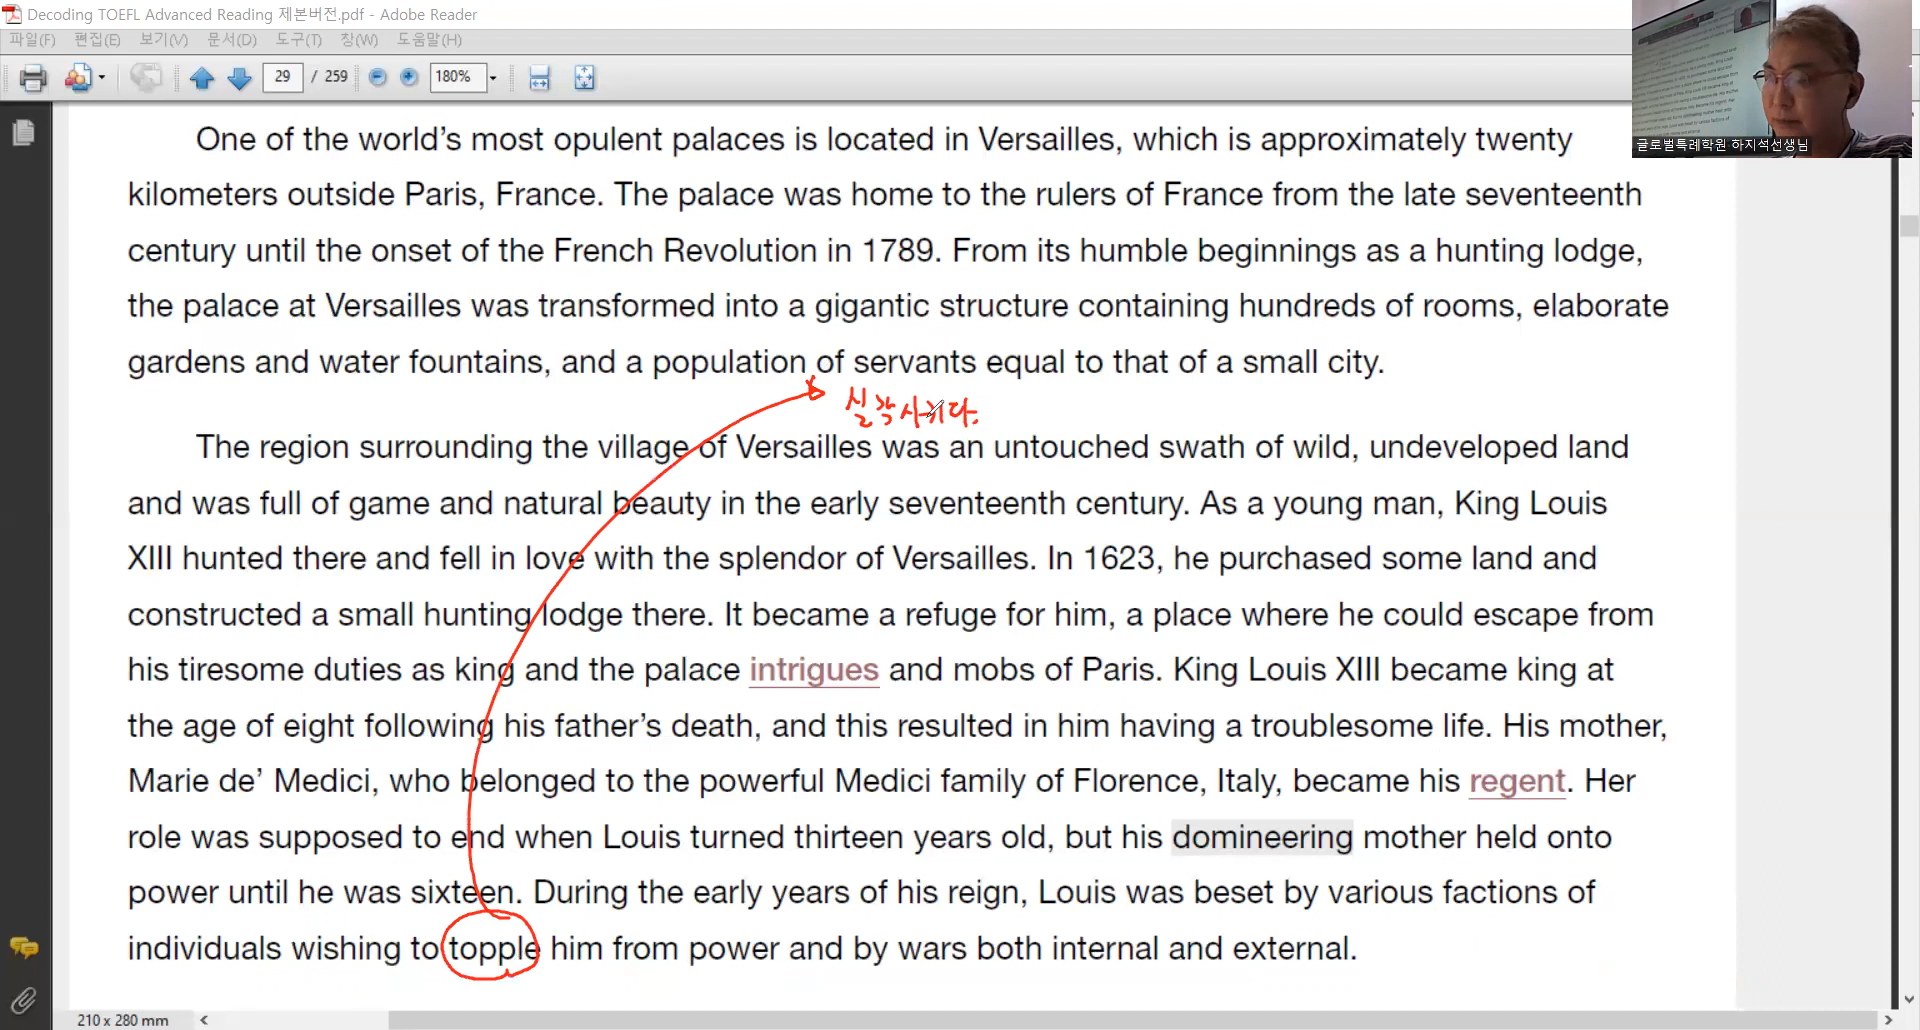 Decoding TOEFL Advanced Reading 제본버전.pdf - Adobe Reader
파일(F) 편집(E) 보기(V) 문서(D) 도구(T) 창(W) 도움말(H)
29 / 259 180%
글로벌특례학원 하지석선생님
One of the world's most opulent palaces is located in Versailles, which is approximately twenty
kilometers outside Paris, France. The palace was home to the rulers of France from the late seventeenth
century until the onset of the French Revolution in 1789. From its humble beginnings as a hunting lodge,
the palace at Versailles was transformed into a gigantic structure containing hundreds of rooms, elaborate
gardens and water fountains, and a population of servants equal to that of a small city.
실각시키다.
The region surrounding the village of Versailles was an untouched swath of wild, undeveloped land
and was full of game and natural beauty in the early seventeenth century. As a young man, King Louis
XIII hunted there and fell in love with the splendor of Versailles. In 1623, he purchased some land and
constructed a small hunting lodge there. It became a refuge for him, a place where he could escape from
his tiresome duties as king and the palace intrigues and mobs of Paris. King Louis XIII became king at
the age of eight following his father's death, and this resulted in him having a troublesome life. His mother,
Marie de' Medici, who belonged to the powerful Medici family of Florence, Italy, became his regent. Her
role was supposed to end when Louis turned thirteen years old, but his domineering mother held onto
power until he was sixteen. During the early years of his reign, Louis was beset by various factions of
individuals wishing to topple him from power and by wars both internal and external.
210 x 280 mm